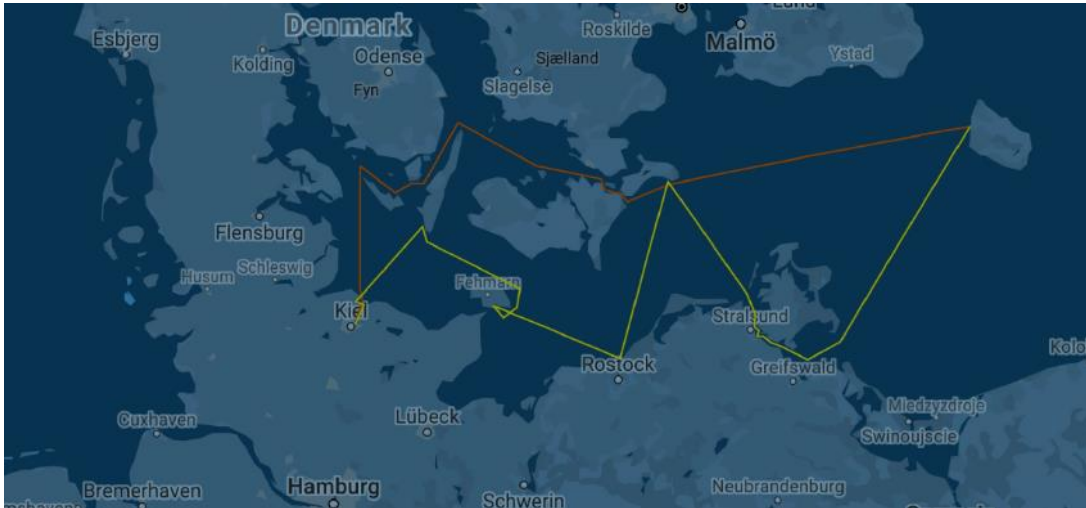 Denmark
Esbjerg
Kolding
Odense
Fyn
Roskilde
Sjælland
Slagelse
Malmö
Ystad
Flensburg
Husum
Schleswig
Fehmarn
Kiel
Stralsund
Rostock
Greifswald
Kolo
Cuxhaven
Lübeck
Miedzyzdroje
Swinoujscie
Bremerhaven
Hamburg
Schwerin
Neubrandenburg